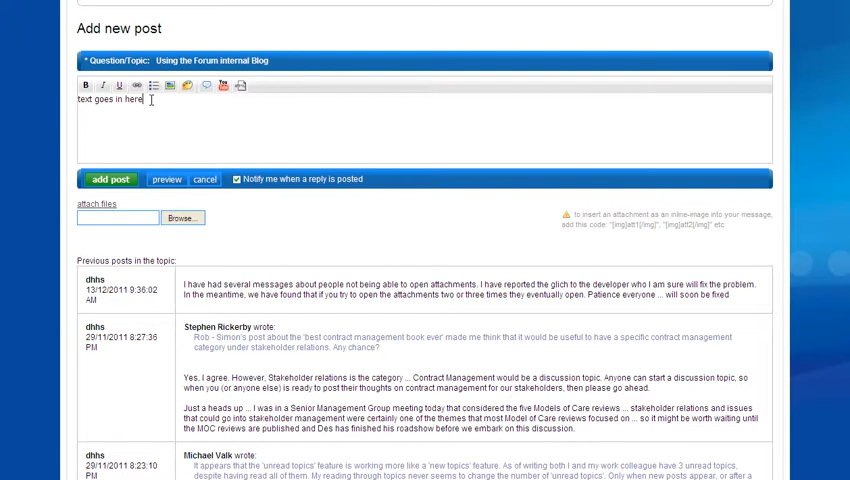 Add new post
* Question/Topic: Using the Forum internal Blog
B I U
You
text goes in here
add post preview cancel Notify me when a reply is posted
attach files
Browse...
to insert an attachment as an inline-image into your message,
add this code: "[img]att1[/img]", "[img]att2[/img]" etc.
Previous posts in the topic:
dhhs
13/12/2011 9:36:02
AM
I have had several messages about people not being able to open attachments. I have reported the glich to the developer who I am sure will fix the problem.
In the meantime, we have found that if you try to open the attachments two or three times they eventually open. Patience everyone ... will soon be fixed
dhhs
29/11/2011 8:27:36
PM
Stephen Rickerby wrote:
Rob - Simon's post about the 'best contract management book ever' made me think that it would be useful to have a specific contract management
category under stakeholder relations. Any chance?
Yes, I agree. However, Stakeholder relations is the category ... Contract Management would be a discussion topic. Anyone can start a discussion topic, so
when you (or anyone else) is ready to post their thoughts on contract management for our stakeholders, then please go ahead.
Just a heads up ... I was in a Senior Management Group meeting today that considered the five Models of Care reviews ... stakeholder relations and issues
that could go into stakeholder management were certainly one of the themes that most Model of Care reviews focused on ... so it might be worth waiting until
the MOC reviews are published and Des has finished his roadshow before we embark on this discussion.
dhhs
29/11/2011 8:23:10
PM
Michael Valk wrote:
It appears that the 'unread topics' feature is working more like a 'new topics' feature. As of writing both I and my work colleague have 3 unread topics,
despite having read all of them. My reading through topics never seems to change the number of 'unread topics'. Only when new posts appear, or after a